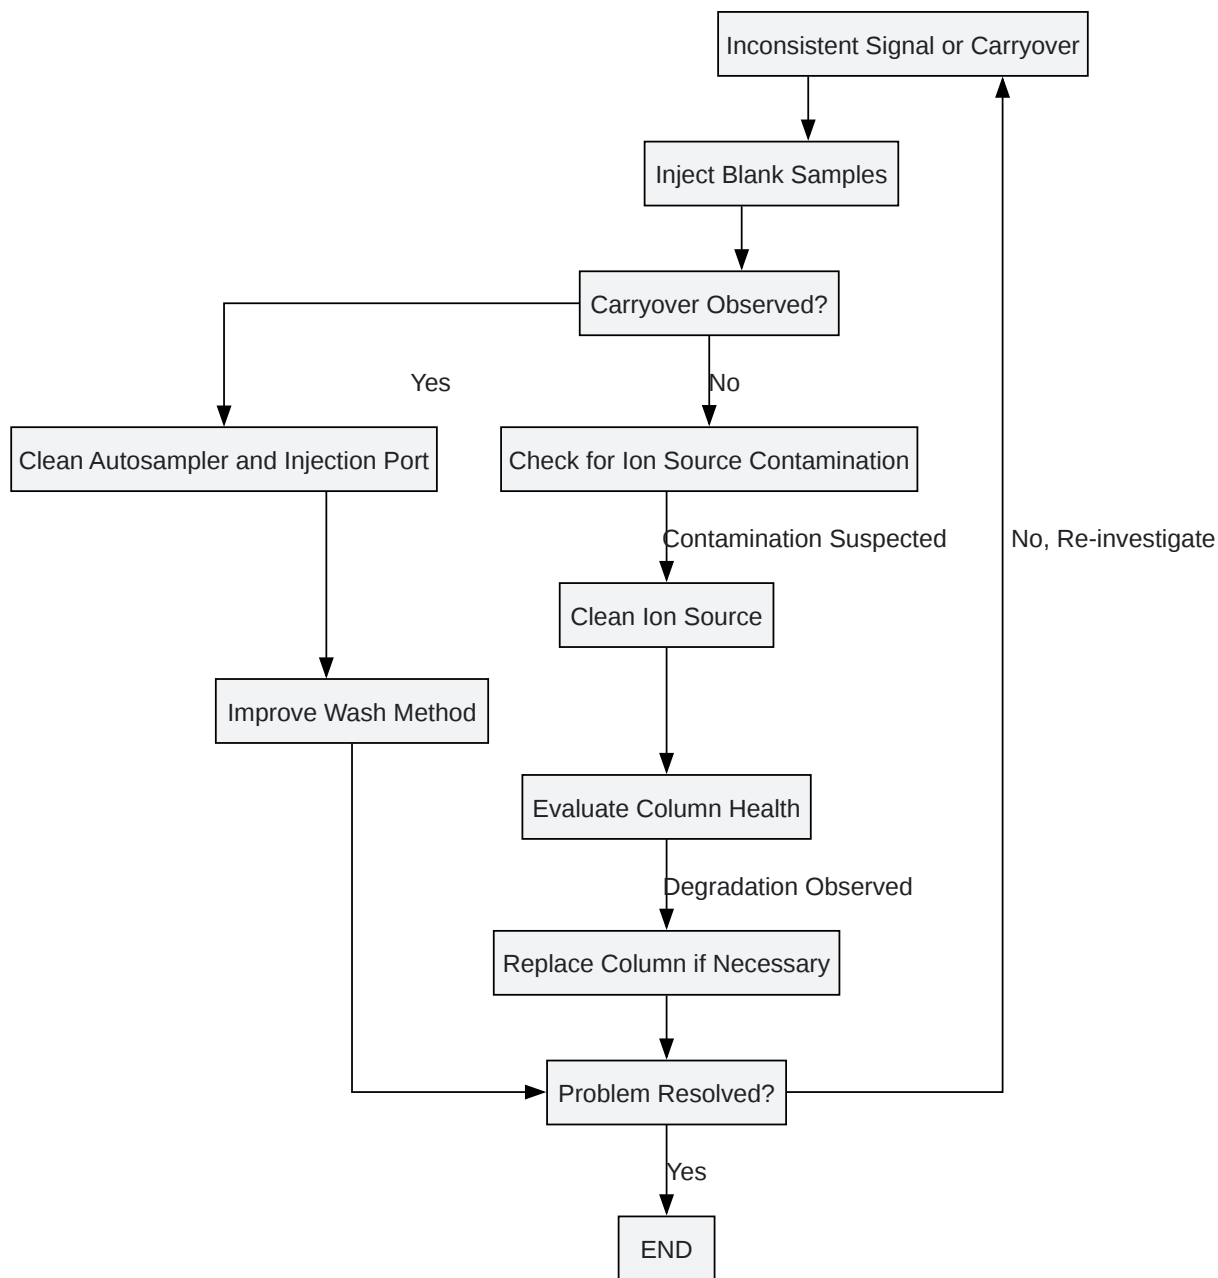 Inconsistent Signal or Carryover
Inject Blank Samples
Carryover Observed?
Yes
No
Clean Autosampler and Injection Port
Check for Ion Source Contamination
Contamination Suspected
No, Re-investigate
Clean Ion Source
Improve Wash Method
Evaluate Column Health
Degradation Observed
Replace Column if Necessary
Problem Resolved?
Yes
END